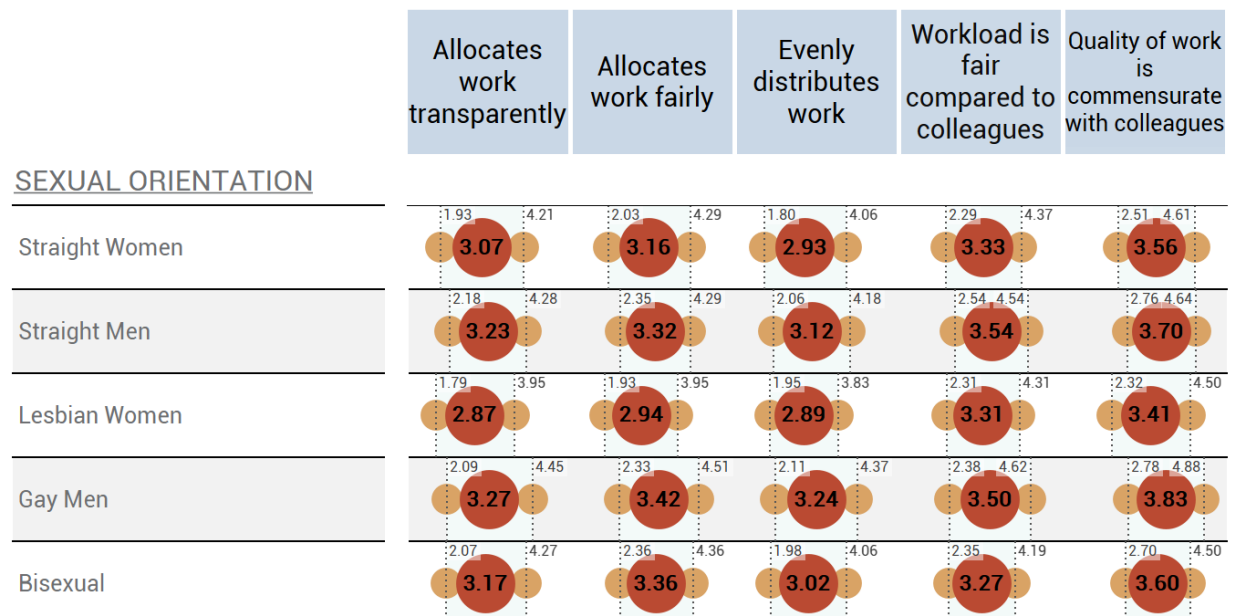 Allocates work transparently
Allocates work fairly
Evenly distributes work
Workload is fair compared to colleagues
Quality of work is commensurate with colleagues
SEXUAL ORIENTATION
Straight Women 1.93 3.07 4.21 2.03 3.16 4.29 1.80 2.93 4.06 2.29 3.33 4.37 2.51 3.56 4.61
Straight Men 2.18 3.23 4.28 2.35 3.32 4.29 2.06 3.12 4.18 2.54 3.54 4.54 2.76 3.70 4.64
Lesbian Women 1.79 2.87 3.95 1.93 2.94 3.95 1.95 2.89 3.83 2.31 3.31 4.31 2.32 3.41 4.50
Gay Men 2.09 3.27 4.45 2.33 3.42 4.51 2.11 3.24 4.37 2.38 3.50 4.62 2.78 3.83 4.88
Bisexual 2.07 3.17 4.27 2.36 3.36 4.36 1.98 3.02 4.06 2.35 3.27 4.19 2.70 3.60 4.50